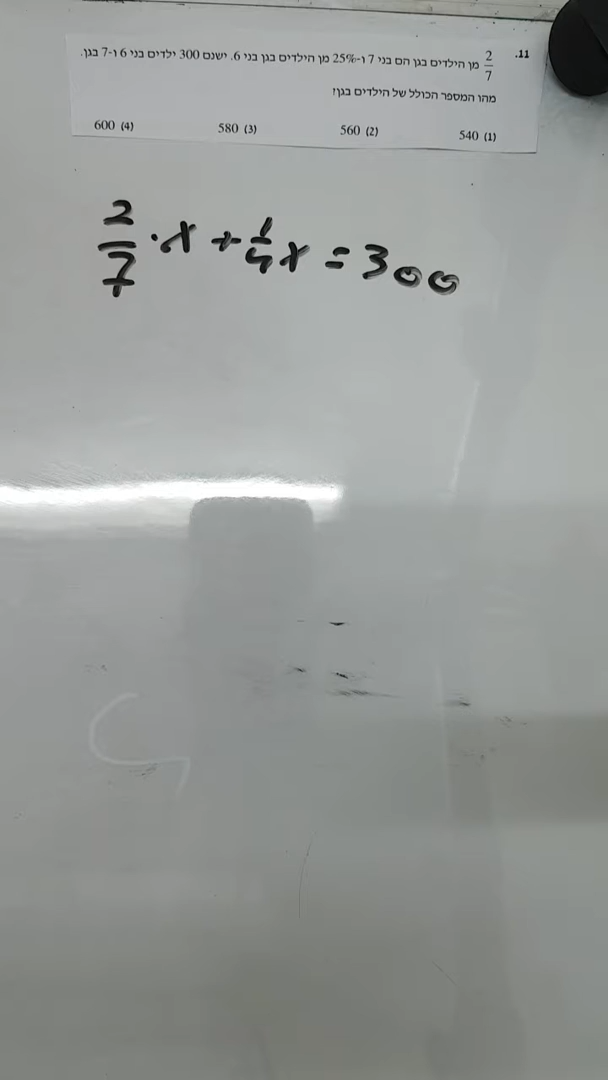 11. 2/7 מן הילדים בגן הם בני 7 ו-25% מן הילדים בגן בני 6. ישנם 300 ילדים בני 6 ו-7 בגן.
מהו המספר הכולל של הילדים בגן?
(1) 540 (2) 560 (3) 580 (4) 600
2/7 · x + 1/4 x = 300